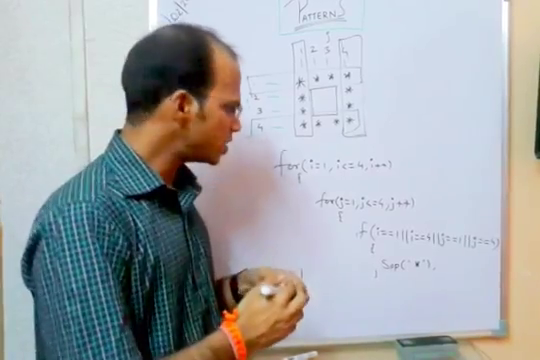 PATTERNS
j
1 2 3 4
1 * * * *
2 * *
3 * *
4 * * * *
for(i=1, i<=4, i++)
{
for(j=1, j<=4, j++)
{
if(i==1||i==4||j==1||j==4)
{
Sop("*"),